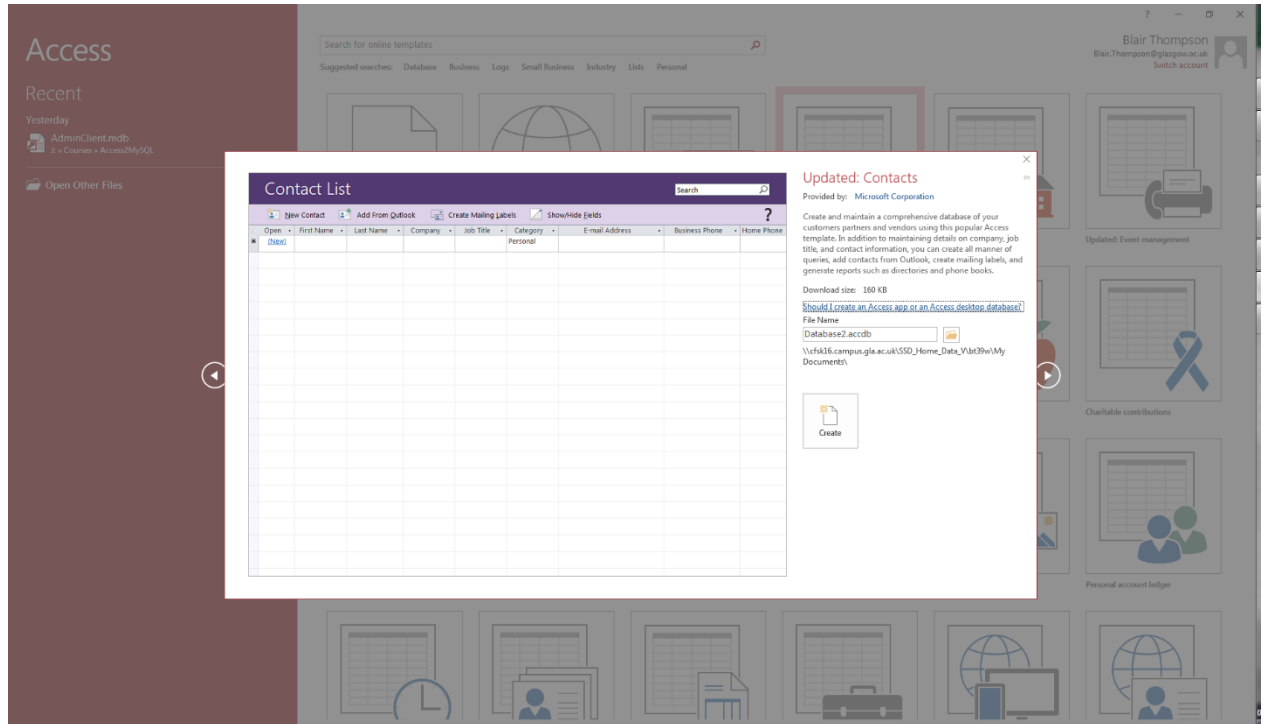 ? – 
Access
Search for online templates
Suggested searches: Database Business Logs Small Business Industry Lists Personal
Blair Thompson
Blair.Thompson@glasgow.ac.uk
Switch account
Recent
Yesterday
AdminClient.mdb
Z: » Courses » Access2MySQL
Open Other Files
Contact List
Search
New Contact Add From Outlook Create Mailing Labels Show/Hide Fields ?
Open First Name Last Name Company Job Title Category E-mail Address Business Phone Home Phone
(New) Personal
Updated: Contacts
Provided by: Microsoft Corporation
Create and maintain a comprehensive database of your
customers partners and vendors using this popular Access
template. In addition to maintaining details on company, job
title, and contact information, you can create all manner of
queries, add contacts from Outlook, create mailing labels, and
generate reports such as directories and phone books.
Download size: 160 KB
Should I create an Access app or an Access desktop database?
File Name
Database2.accdb
\\cfsk16.campus.gla.ac.uk\SSD_Home_Data_V\bt39w\My
Documents\
Create
Updated: Event management
Charitable contributions
Personal account ledger